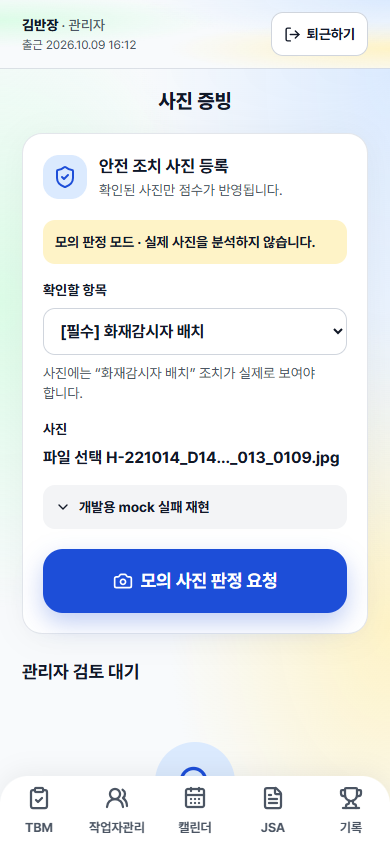 김반장 · 관리자
출근 2026.10.09 16:12
퇴근하기
사진 증빙
안전 조치 사진 등록
확인된 사진만 점수가 반영됩니다.
모의 판정 모드 · 실제 사진을 분석하지 않습니다.
확인할 항목
[필수] 화재감시자 배치
사진에는 “화재감시자 배치” 조치가 실제로 보여야
합니다.
사진
파일 선택 H-221014_D14..._013_0109.jpg
개발용 mock 실패 재현
모의 사진 판정 요청
관리자 검토 대기
TBM
작업자관리
캘린더
JSA
기록